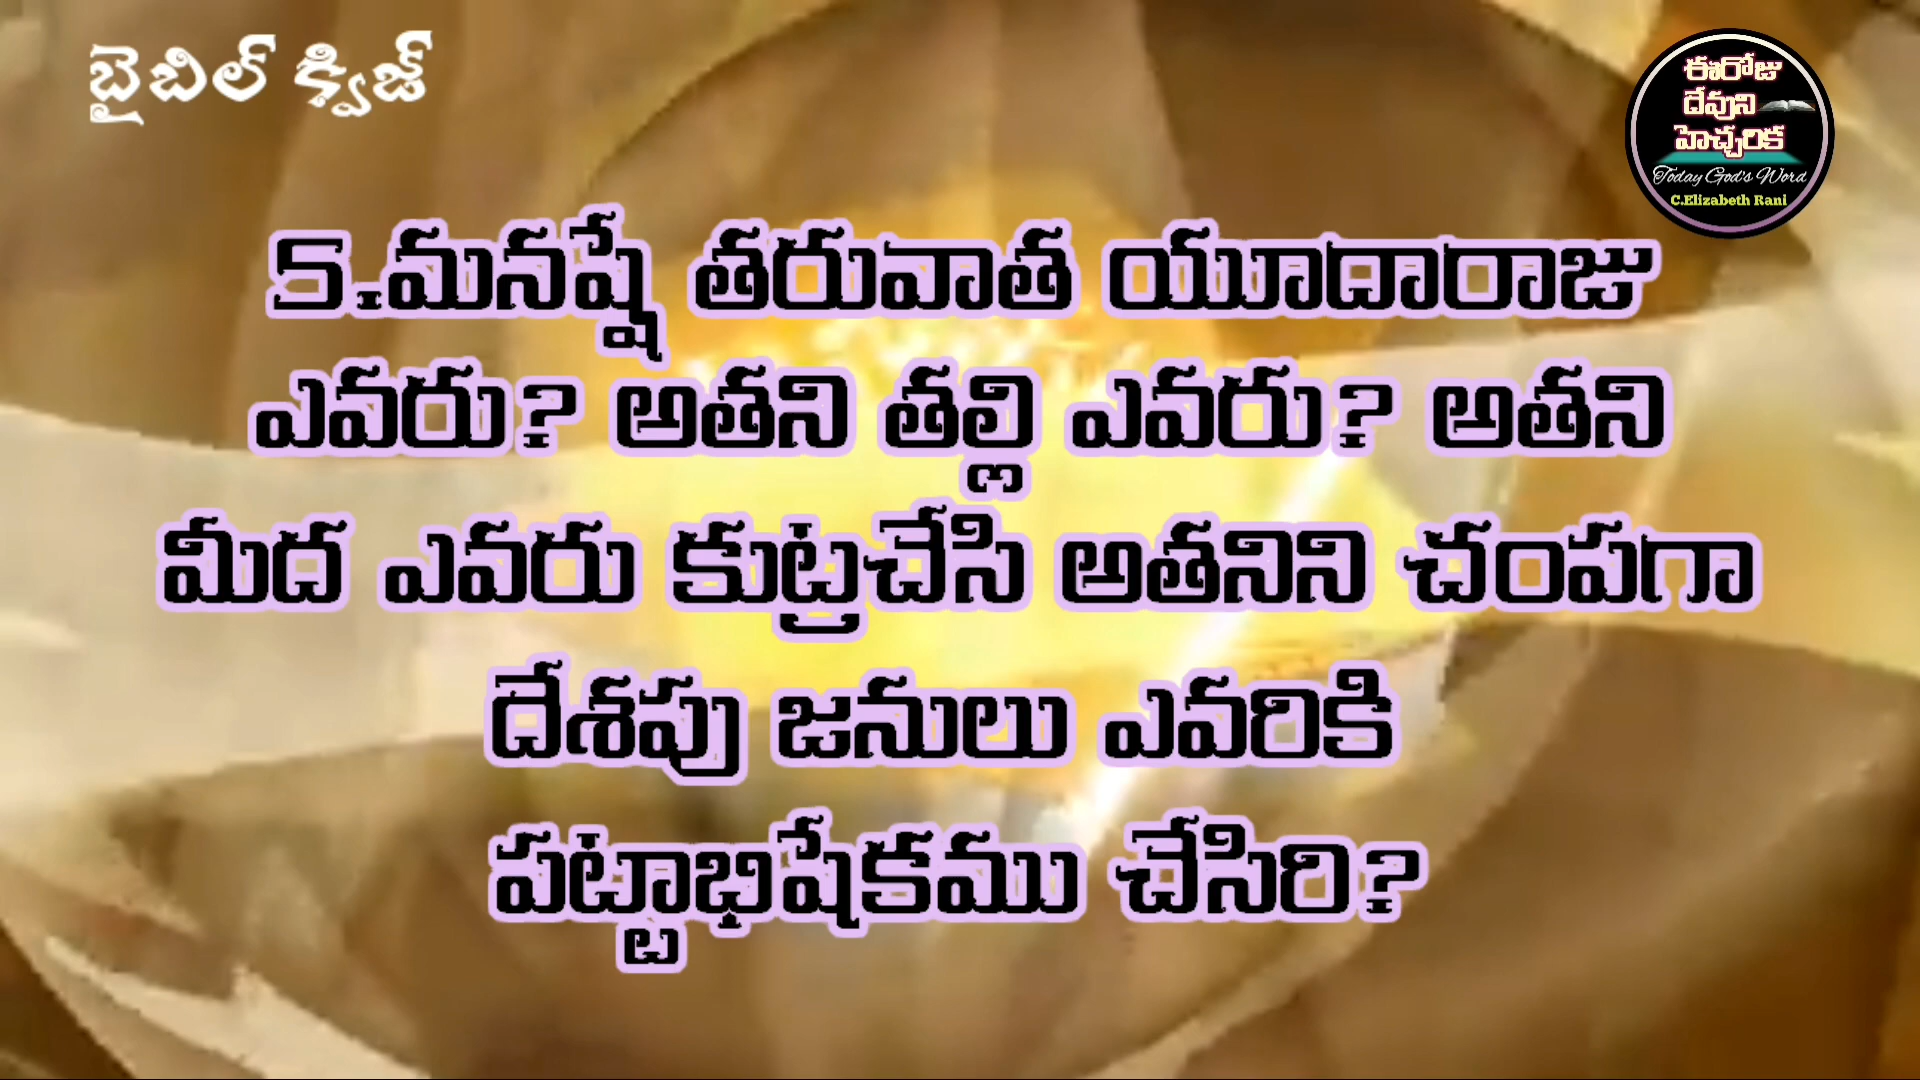 బైబిల్ క్విజ్
ఈరోజు
దేవుని
హెచ్చరిక
Today God's Word
C.Elizabeth Rani
5.మనష్షే తరువాత యూదారాజు
ఎవరు? అతని తల్లి ఎవరు? అతని
మీద ఎవరు కుట్రచేసి అతనిని చంపగా
దేశపు జనులు ఎవరికి
పట్టాభిషేకము చేసిరి?